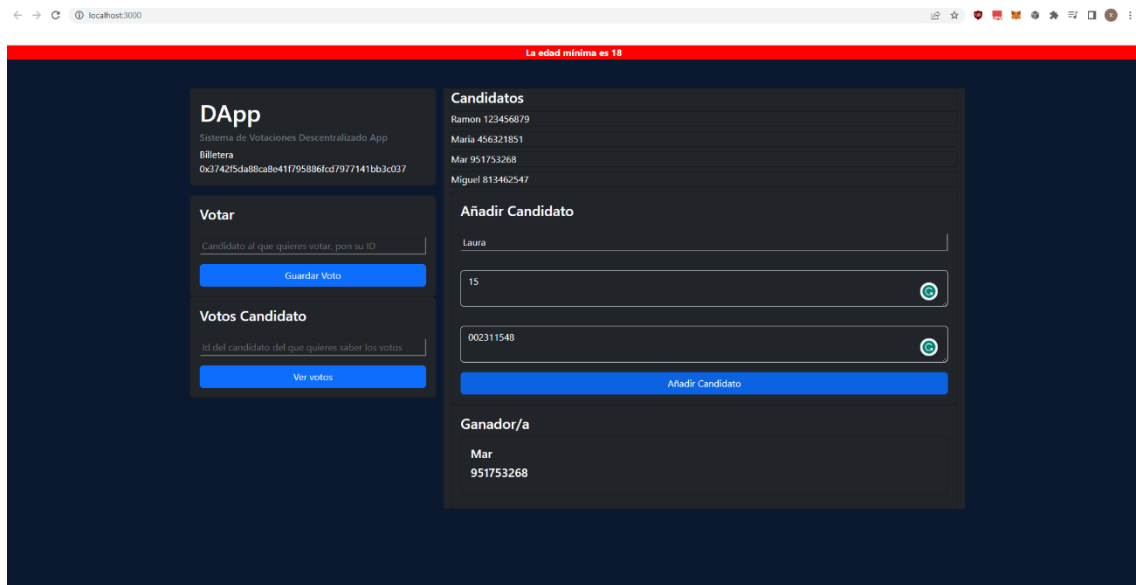 localhost:3000
La edad mínima es 18
DApp
Sistema de Votaciones Descentralizado App
Billetera
0x3742f5da88ca8e41f795886fcd7977141bb3c037
Votar
Candidato al que quieres votar, pon su ID
Guardar Voto
Votos Candidato
Id del candidato del que quieres saber los votos
Ver votos
Candidatos
Ramon 123456879
Maria 456321851
Mar 951753268
Miguel 813462547
Añadir Candidato
Laura
15
002311548
Añadir Candidato
Ganador/a
Mar
951753268